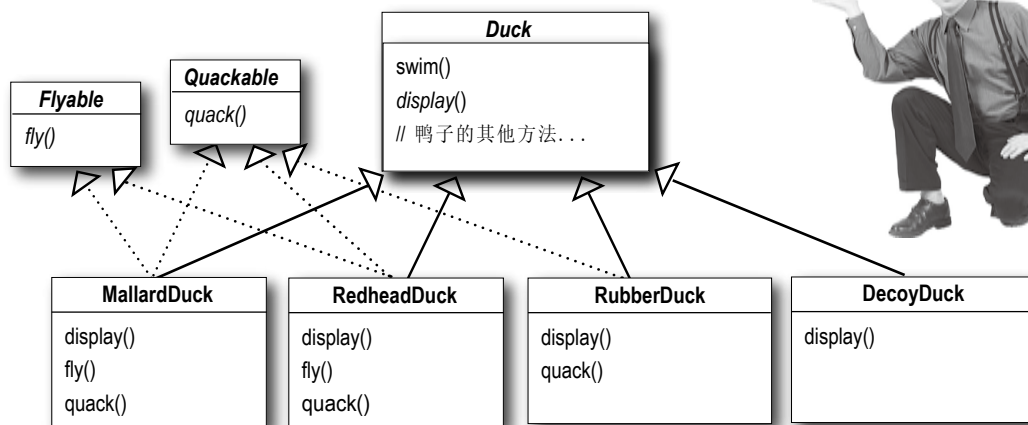 Duck
swim()
display()
// 鸭子的其他方法...
Quackable
quack()
Flyable
fly()
MallardDuck
display()
fly()
quack()
RedheadDuck
display()
fly()
quack()
RubberDuck
display()
quack()
DecoyDuck
display()